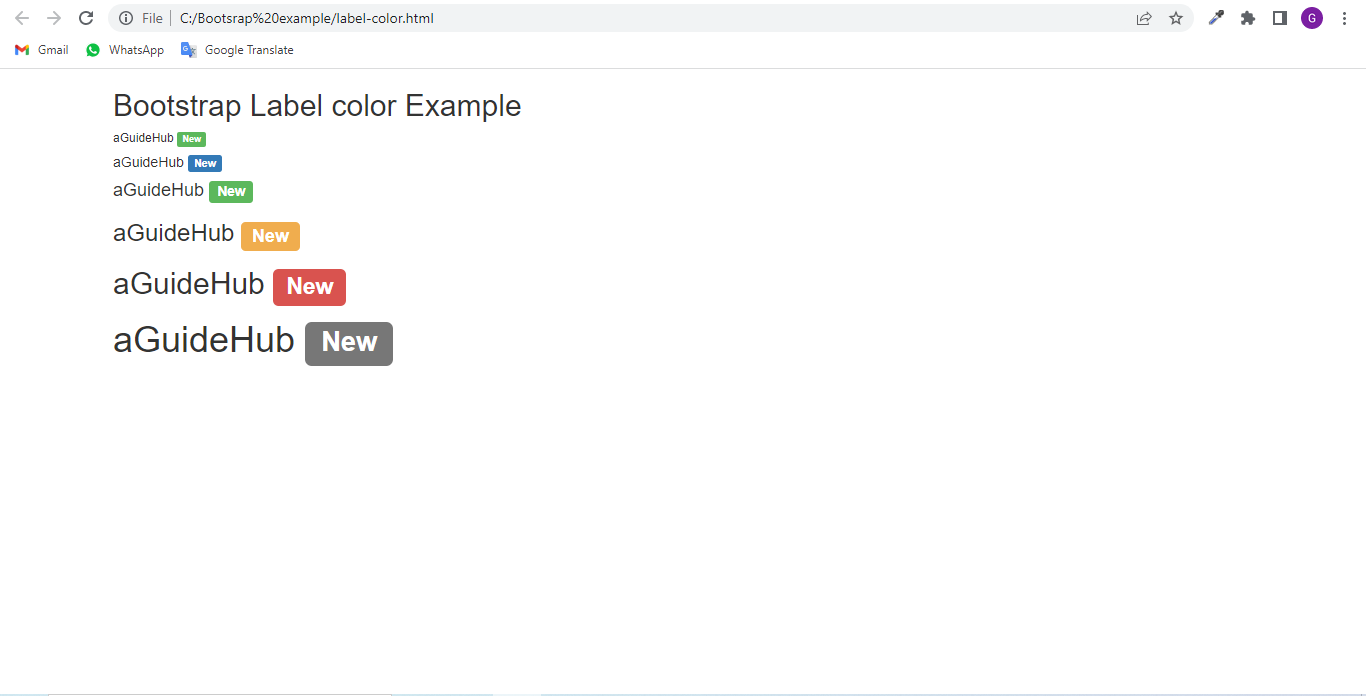 File C:/Bootsrap%20example/label-color.html G
Gmail WhatsApp Google Translate
Bootstrap Label color Example
aGuideHub New
aGuideHub New
aGuideHub New
aGuideHub New
aGuideHub New
aGuideHub New